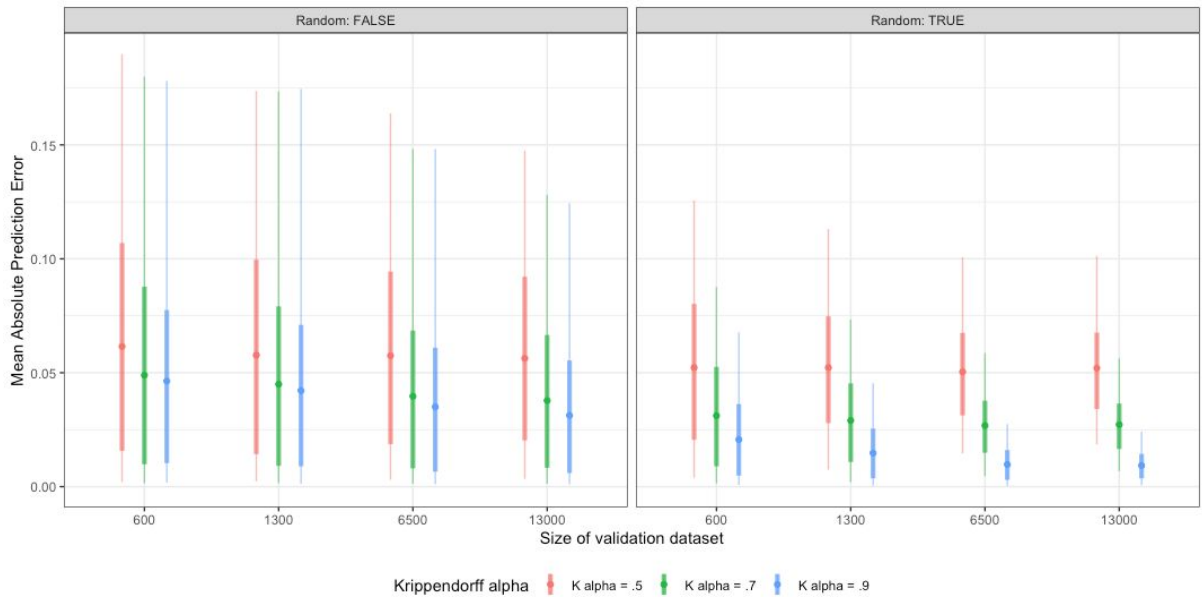 Random: FALSE
Random: TRUE
Mean Absolute Prediction Error
0.15
0.10
0.05
0.00
600
1300
6500
13000
600
1300
6500
13000
Size of validation dataset
Krippendorff alpha K alpha = .5 K alpha = .7 K alpha = .9